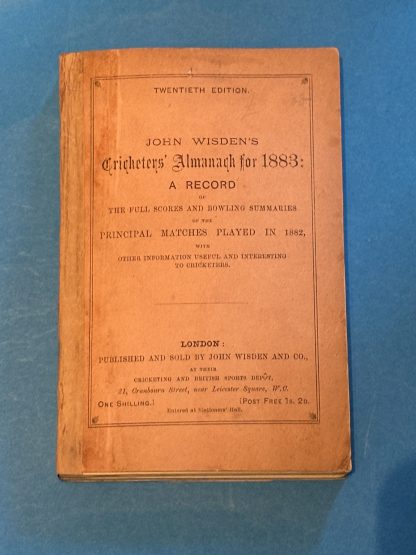 TWENTIETH EDITION.
JOHN WISDEN'S
Cricketers' Almanack for 1883:
A RECORD
OF
THE FULL SCORES AND BOWLING SUMMARIES
OF THE
PRINCIPAL MATCHES PLAYED IN 1882,
WITH
OTHER INFORMATION USEFUL AND INTERESTING
TO CRICKETERS.
LONDON:
PUBLISHED AND SOLD BY JOHN WISDEN AND CO.,
AT THEIR
CRICKETING AND BRITISH SPORTS DEPÔT,
21, Cranbourn Street, near Leicester Square, W.C.
ONE SHILLING.]
[POST FREE 1S. 2D.
Entered at Stationers' Hall.